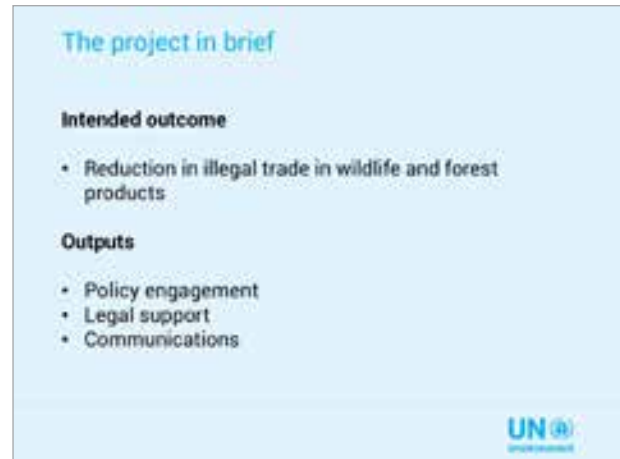 The project in brief
Intended outcome
• Reduction in illegal trade in wildlife and forest
products
Outputs
• Policy engagement
• Legal support
• Communications
UN
environment